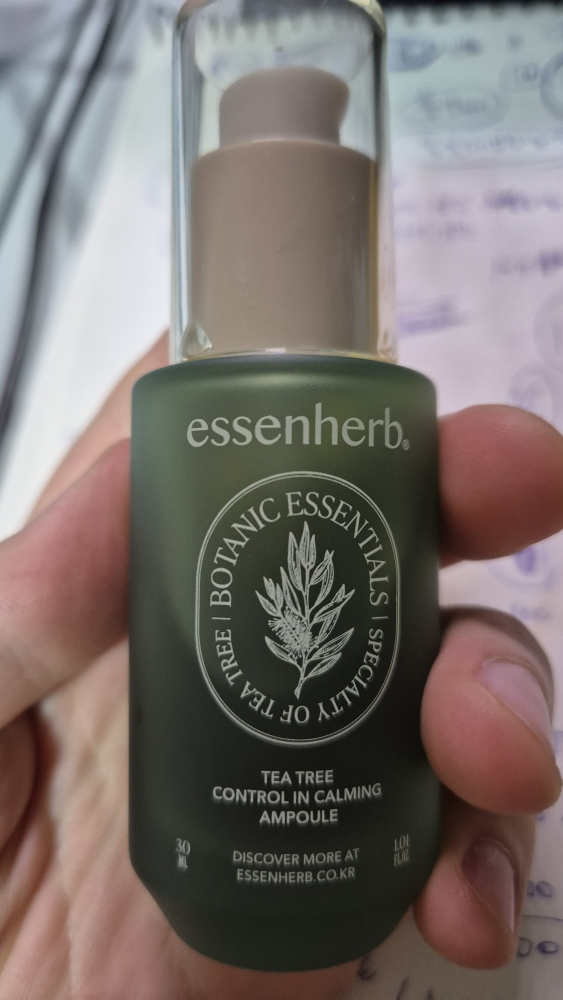 essenherb®
BOTANIC ESSENTIALS | SPECIALTY OF TEA TREE |
TEA TREE
CONTROL IN CALMING
AMPOULE
30
ML
1.01
FL.OZ
DISCOVER MORE AT
ESSENHERB.CO.KR